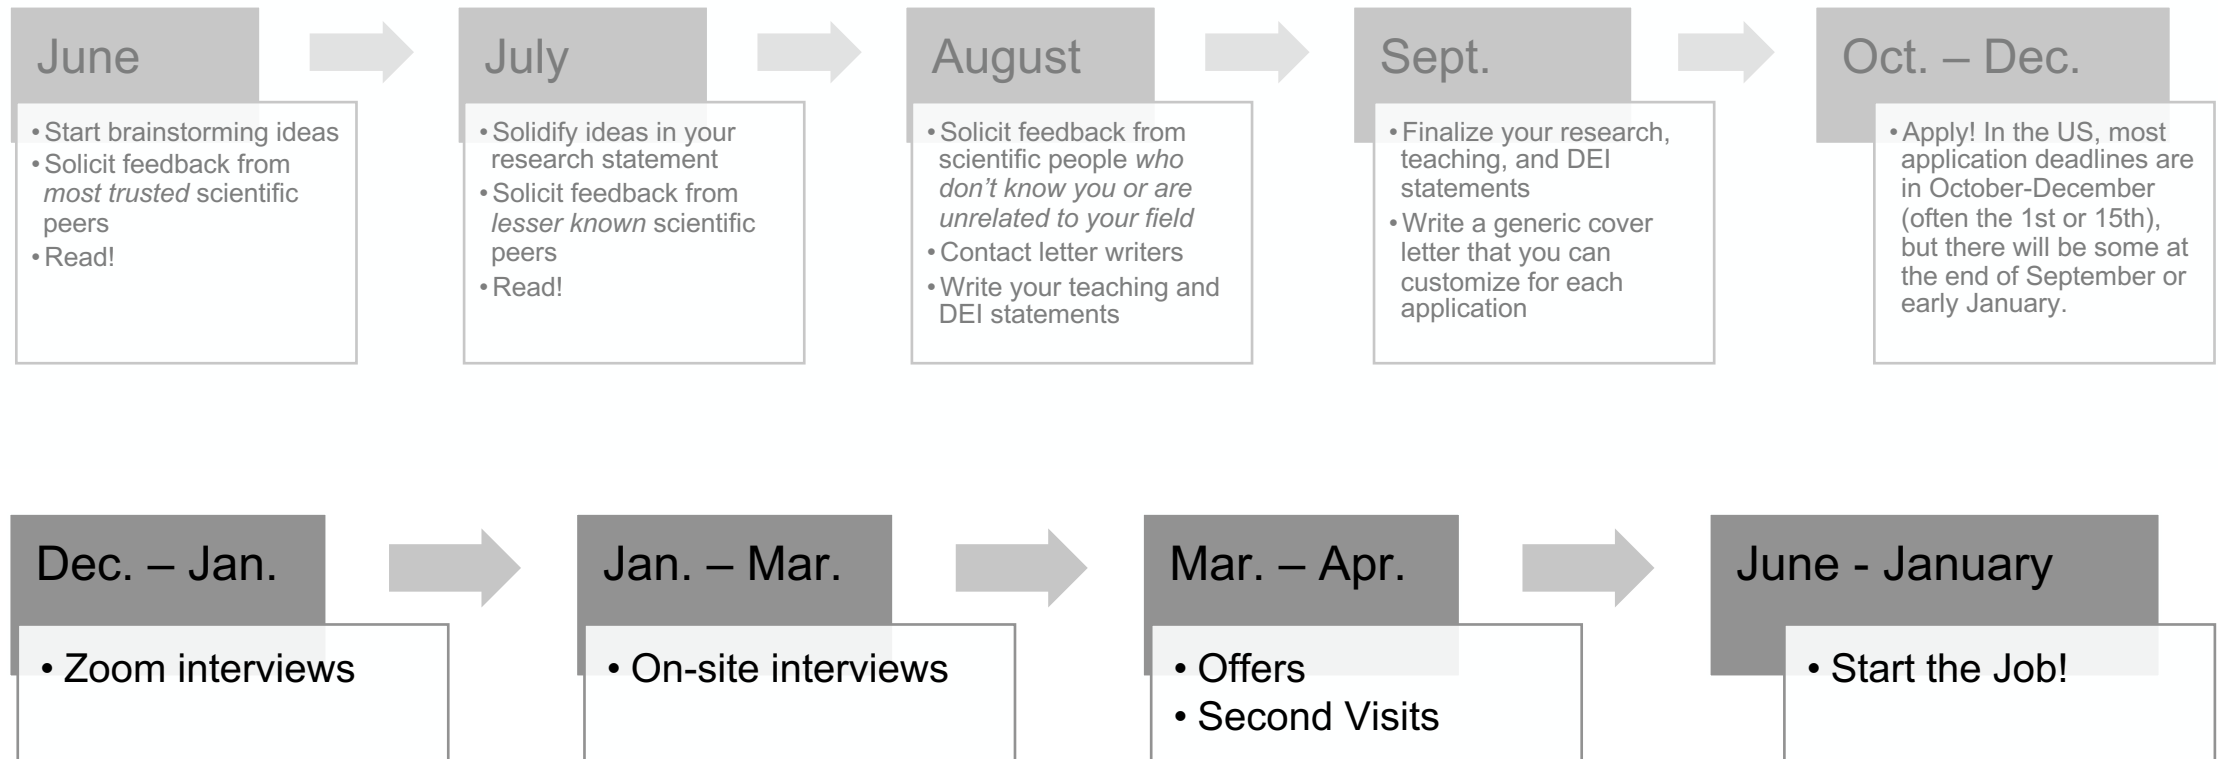 June
• Start brainstorming ideas
• Solicit feedback from
most trusted scientific
peers
• Read!
July
• Solidify ideas in your
research statement
• Solicit feedback from
lesser known scientific
peers
• Read!
August
• Solicit feedback from
scientific people who
don’t know you or are
unrelated to your field
• Contact letter writers
• Write your teaching and
DEI statements
Sept.
• Finalize your research,
teaching, and DEI
statements
• Write a generic cover
letter that you can
customize for each
application
Oct. – Dec.
• Apply! In the US, most
application deadlines are
in October-December
(often the 1st or 15th),
but there will be some at
the end of September or
early January.
Dec. – Jan.
• Zoom interviews
Jan. – Mar.
• On-site interviews
Mar. – Apr.
• Offers
• Second Visits
June - January
• Start the Job!